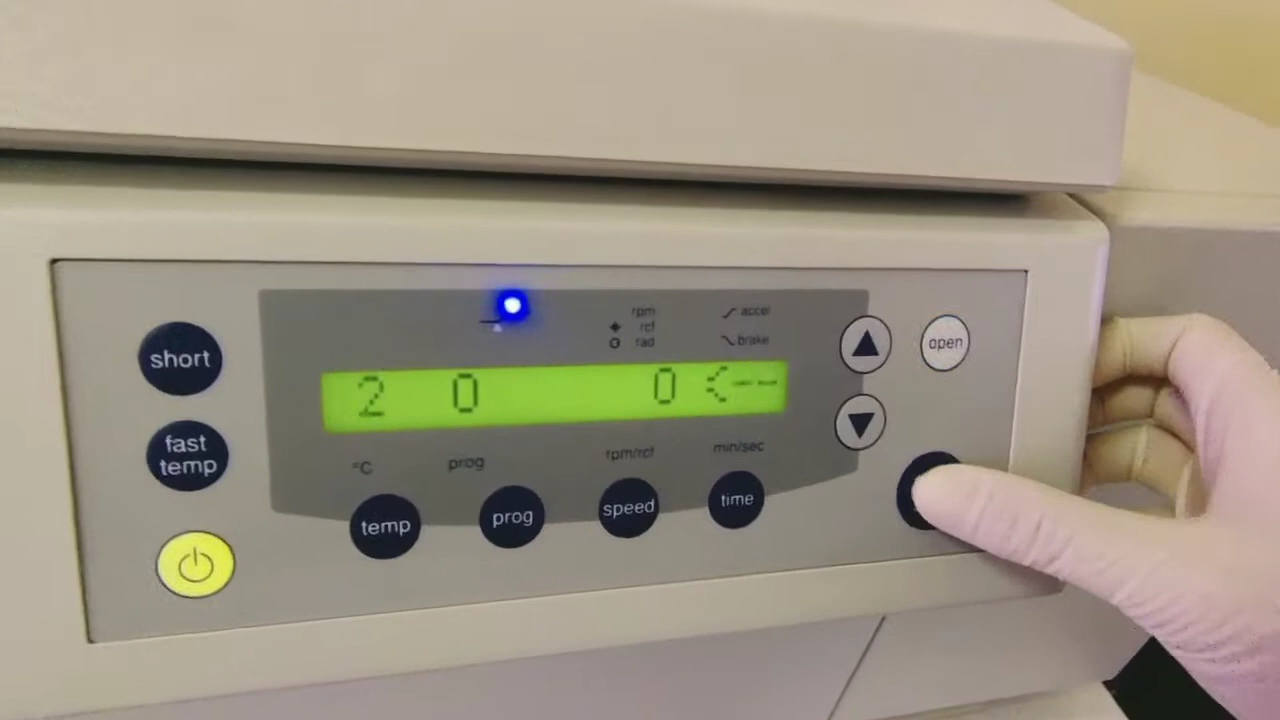 rpm
rcf
rad
accel
brake
short
open
2 0 0
fast
temp
°C prog rpm/rcf min/sec
temp prog speed time